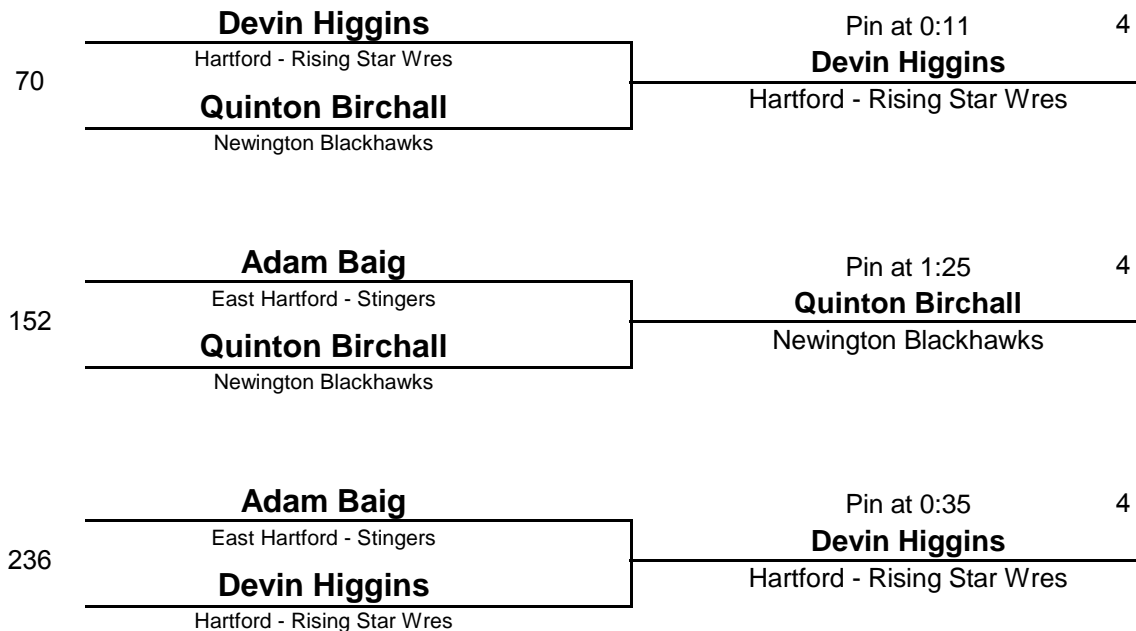 Devin Higgins
Pin at 0:11 4
Hartford - Rising Star Wres
Devin Higgins
70
Quinton Birchall
Hartford - Rising Star Wres
Newington Blackhawks
Adam Baig
Pin at 1:25 4
East Hartford - Stingers
Quinton Birchall
152
Quinton Birchall
Newington Blackhawks
Newington Blackhawks
Adam Baig
Pin at 0:35 4
East Hartford - Stingers
Devin Higgins
236
Devin Higgins
Hartford - Rising Star Wres
Hartford - Rising Star Wres